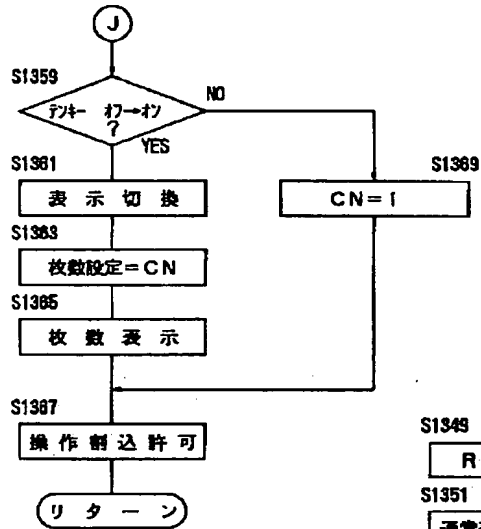 J
S1359
テンキー オフ→オン
?
NO
YES
S1361
表示切換
S1369
CN=1
S1363
枚数設定=CN
S1365
枚数表示
S1367
操作割込許可
リターン
S1349
R
S1351